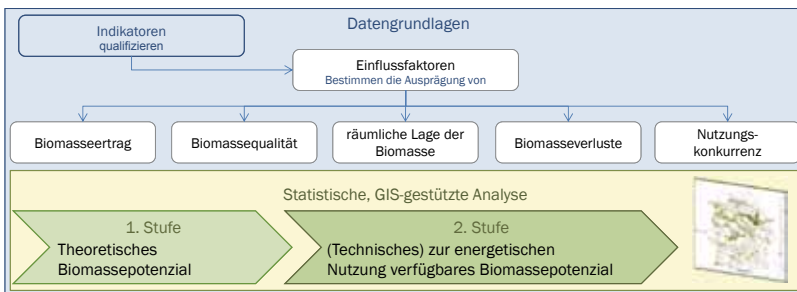 Datengrundlagen
Indikatoren
qualifizieren
Einflussfaktoren
Bestimmen die Ausprägung von
Biomasseertrag
Biomassequalität
räumliche Lage der
Biomasse
Biomasseverluste
Nutzungs-
konkurrenz
Statistische, GIS-gestützte Analyse
1. Stufe
Theoretisches
Biomassepotenzial
2. Stufe
(Technisches) zur energetischen
Nutzung verfügbares Biomassepotenzial